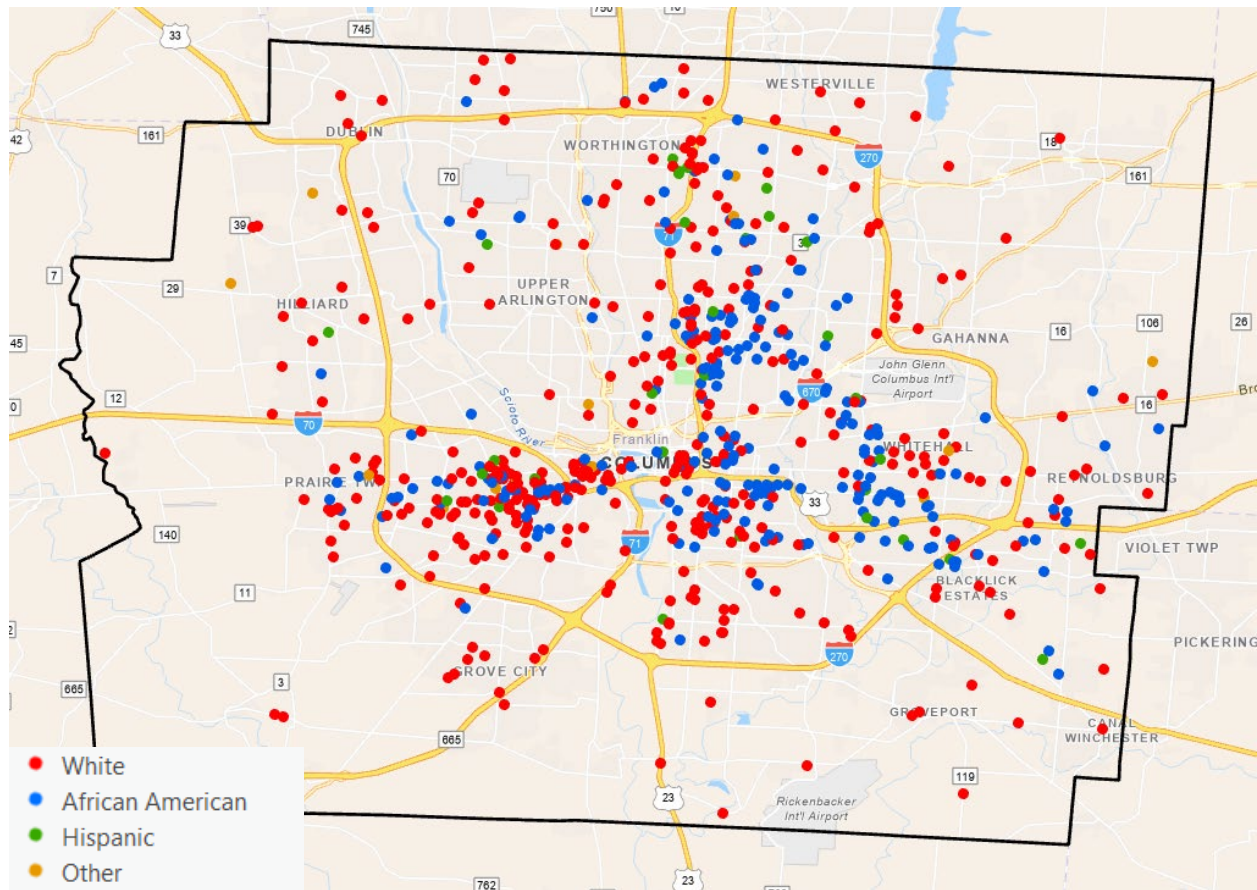 750
10
745
33
WESTERVILLE
42
161
DUBLIN
WORTHINGTON
270
18
161
70
39
71
3
7
29
UPPER
ARLINGTON
HILLIARD
16
106
26
45
GAHANNA
John Glenn
Columbus Int'l
Airport
12
670
16
Scioto River
70
Franklin
WHITEHALL
REYNOLDSBURG
33
140
71
VIOLET TWP
BLACKLICK
ESTATES
11
PICKERING
270
GROVE CITY
3
665
GROVEPORT
CANAL
WINCHESTER
665
119
White
23
Rickenbacker
Int'l Airport
African American
Hispanic
Other
762
23